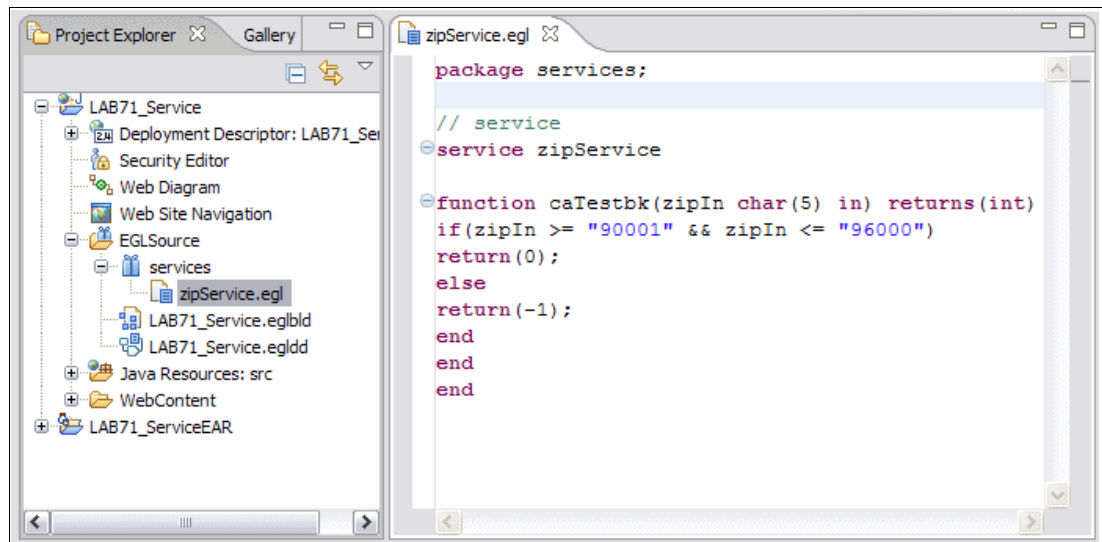 Project Explorer
Gallery
LAB71_Service
2.4
Deployment Descriptor: LAB71_Ser
Security Editor
Web Diagram
Web Site Navigation
EGLSource
services
zipService.egl
LAB71_Service.eglbld
LAB71_Service.egldd
Java Resources: src
WebContent
LAB71_ServiceEAR
zipService.egl
package services;
// service
service zipService
function caTestbk(zipIn char(5) in) returns(int)
if(zipIn >= "90001" && zipIn <= "96000")
return(0);
else
return(-1);
end
end
end